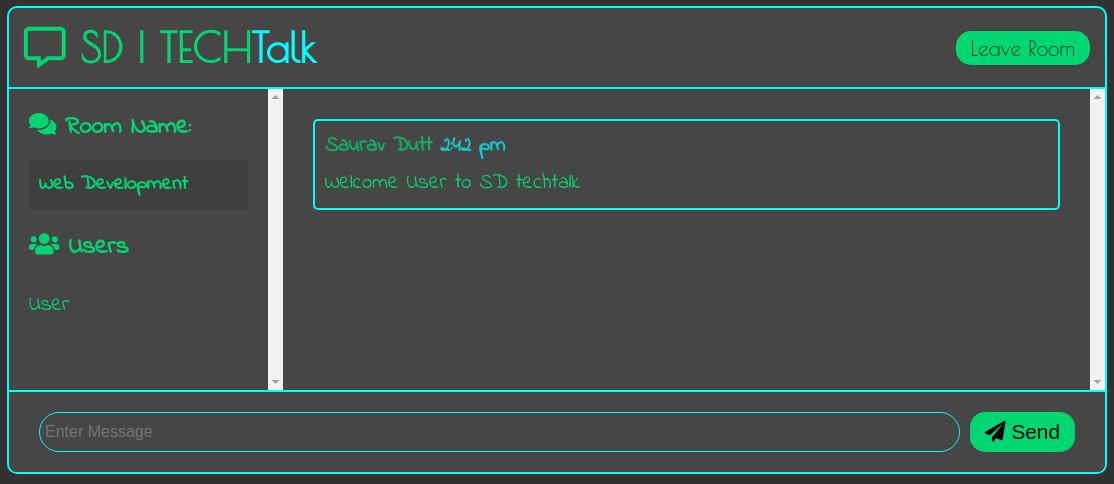 SD | TECHTalk
Leave Room
Room Name:
Web Development
Users
User
Saurav Dutt 2:42 pm
Welcome User to SD techtalk
Enter Message
Send